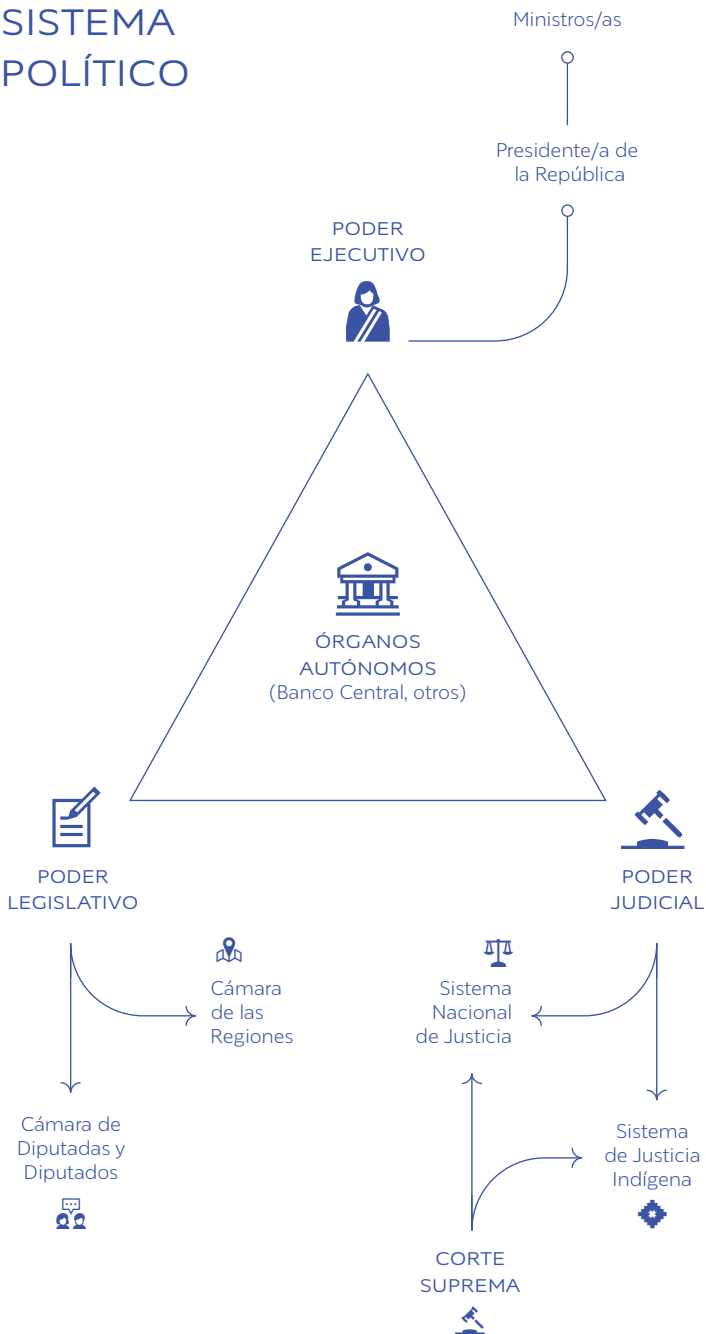 SISTEMA
POLÍTICO
Ministros/as
Presidente/a de
la República
PODER
EJECUTIVO
ÓRGANOS
AUTÓNOMOS
(Banco Central, otros)
PODER
LEGISLATIVO
PODER
JUDICIAL
Cámara
de las
Regiones
Sistema
Nacional
de Justicia
Cámara de
Diputadas y
Diputados
Sistema
de Justicia
Indígena
CORTE
SUPREMA